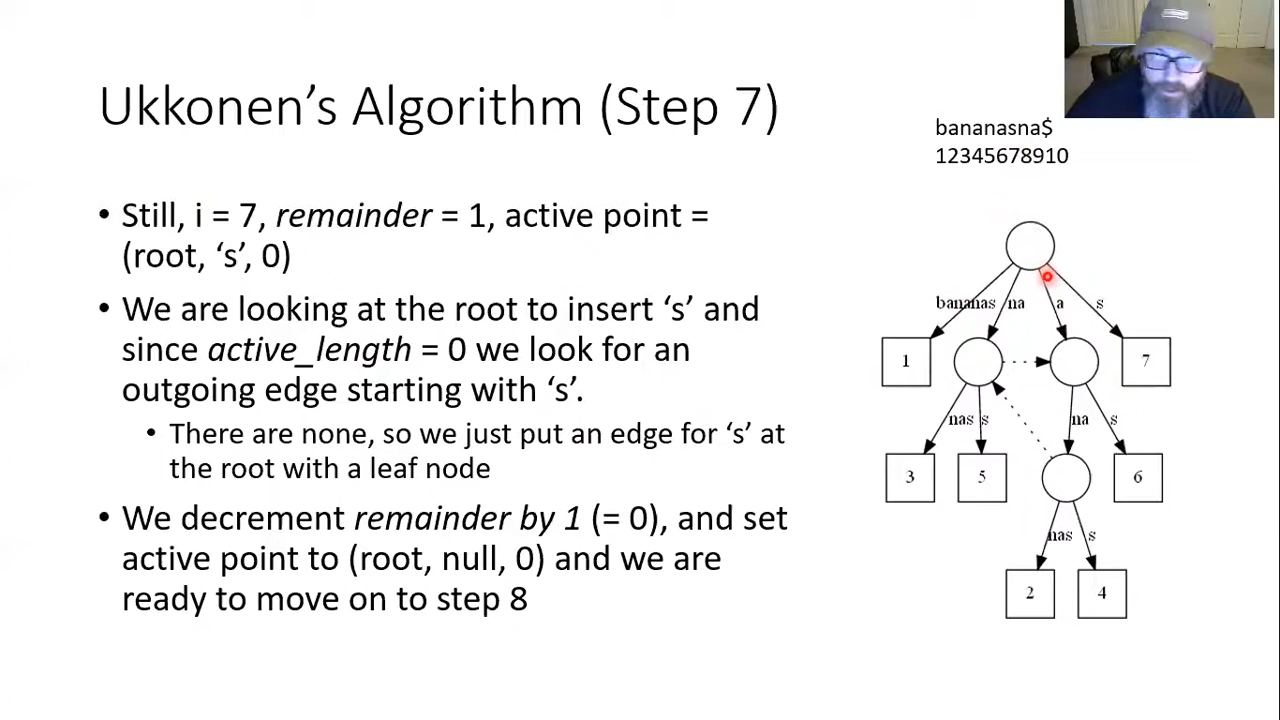 Ukkonen’s Algorithm (Step 7)
bananasna$
12345678910
• Still, i = 7, remainder = 1, active point =
(root, ‘s’, 0)
• We are looking at the root to insert ‘s’ and
since active_length = 0 we look for an
outgoing edge starting with ‘s’.
• There are none, so we just put an edge for ‘s’ at
the root with a leaf node
• We decrement remainder by 1 (= 0), and set
active point to (root, null, 0) and we are
ready to move on to step 8
bananas na a s
1 7
nas s na s
3 5 6
nas s
2 4